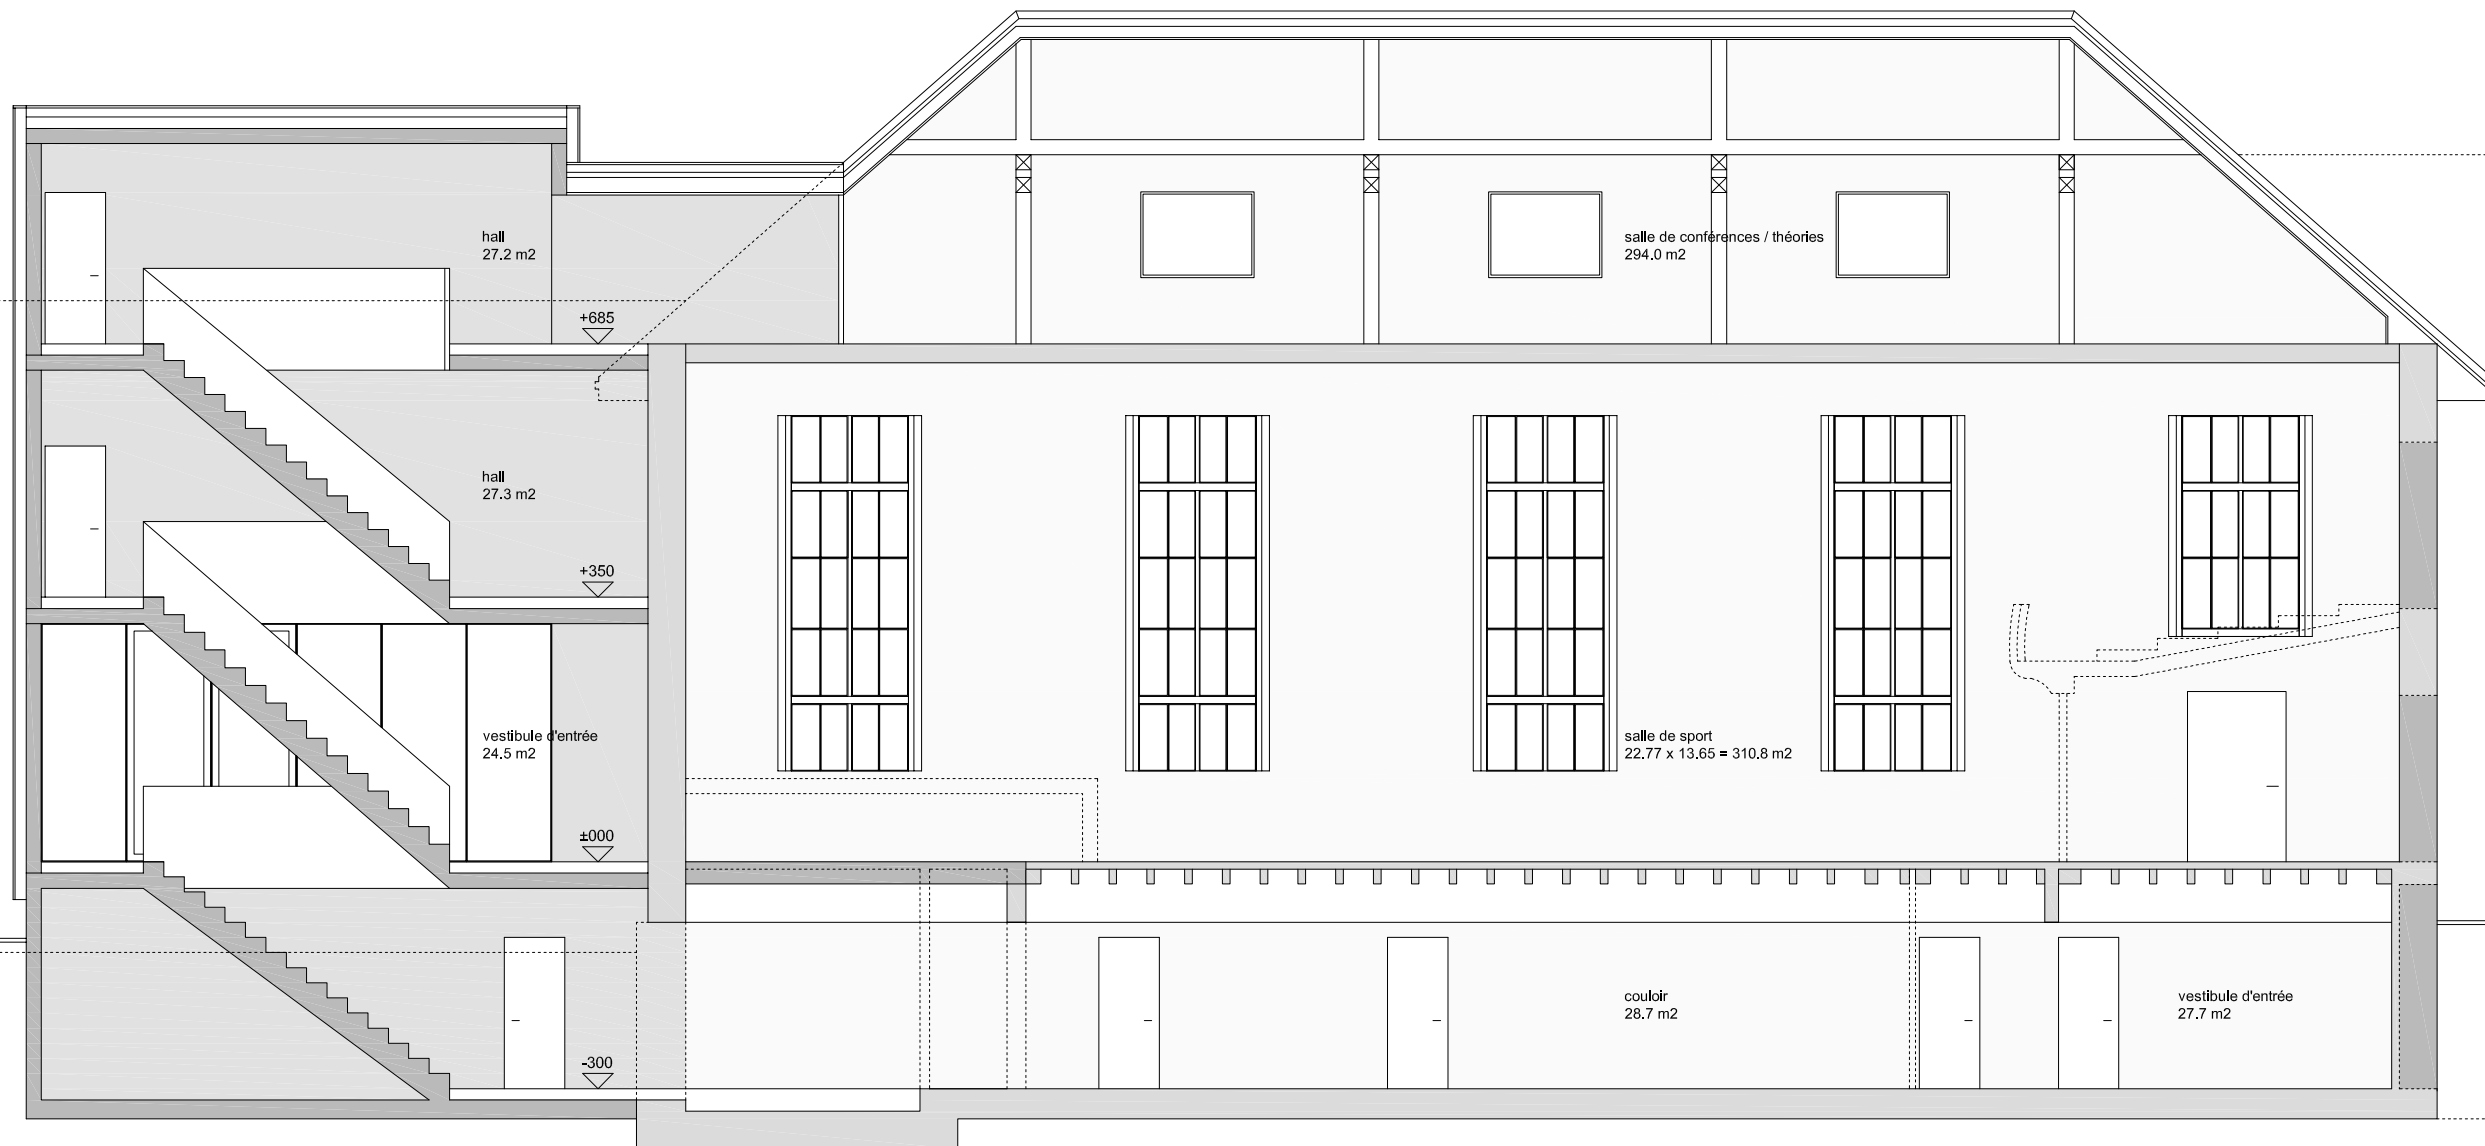 hall
27.2 m2
salle de conférences / théories
294.0 m2
+685
hall
27.3 m2
+350
vestibule d'entrée
24.5 m2
salle de sport
22.77 x 13.65 = 310.8 m2
±000
couloir
28.7 m2
vestibule d'entrée
27.7 m2
-300